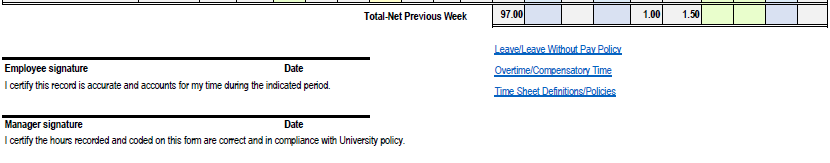 Total-Net Previous Week 97.00 1.00 1.50
Leave/Leave Without Pay Policy
Employee signature Date
Overtime/Compensatory Time
I certify this record is accurate and accounts for my time during the indicated period.
Time Sheet Definitions/Policies
Manager signature Date
I certify the hours recorded and coded on this form are correct and in compliance with University policy.